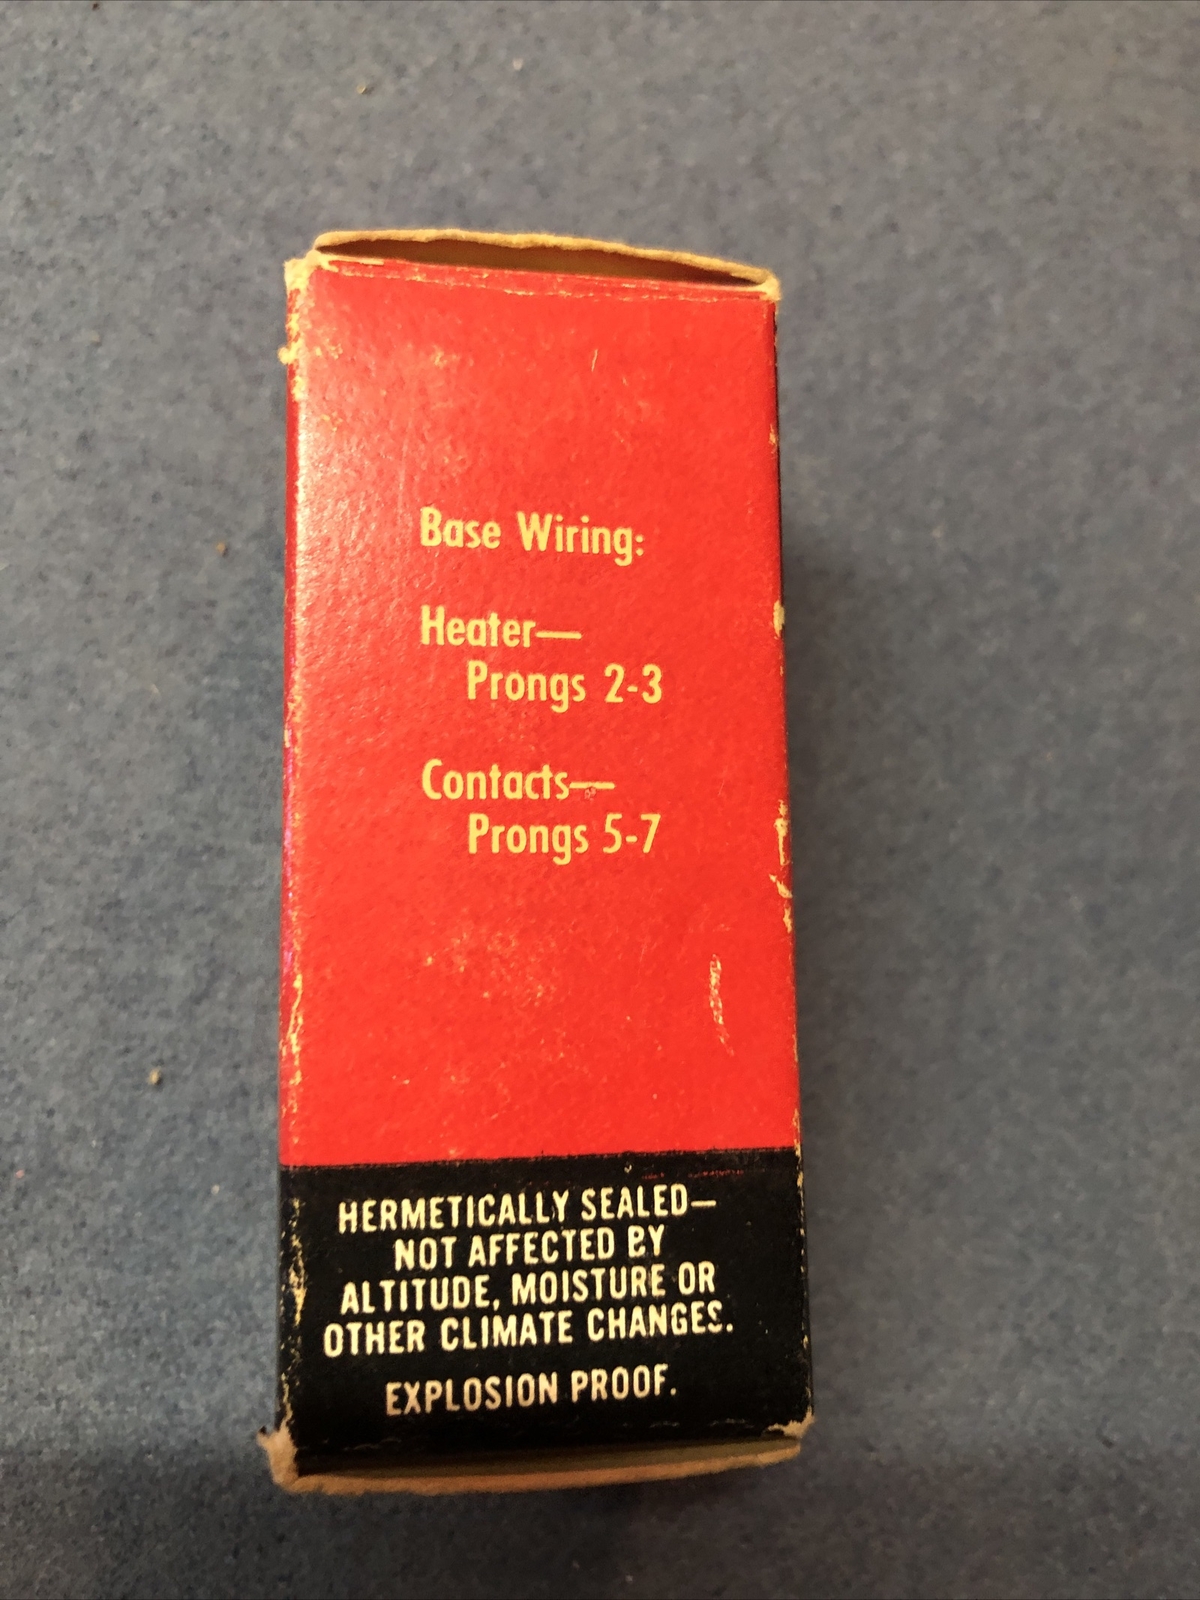 Base Wiring:
Heater—
Prongs 2-3
Contacts—
Prongs 5-7
HERMETICALLY SEALED—
NOT AFFECTED BY
ALTITUDE, MOISTURE OR
OTHER CLIMATE CHANGES.
EXPLOSION PROOF.